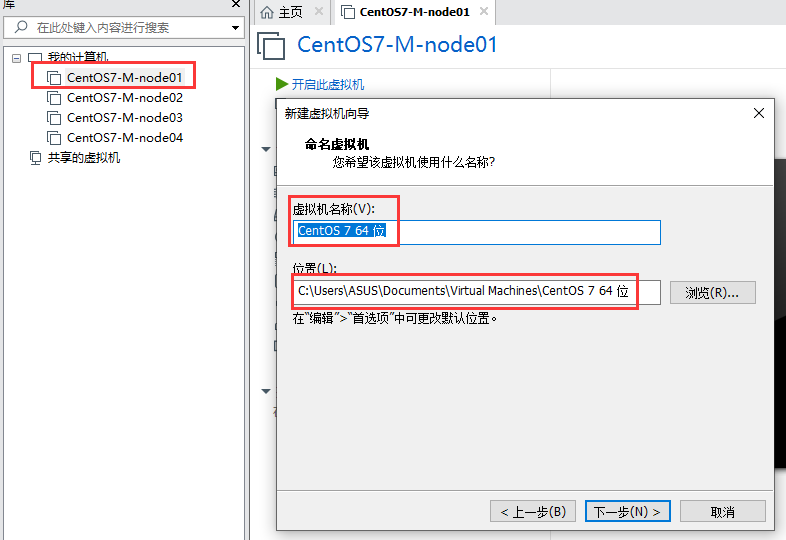 库
在此处键入内容进行搜索
我的计算机
CentOS7-M-node01
CentOS7-M-node02
CentOS7-M-node03
CentOS7-M-node04
共享的虚拟机
主页
CentOS7-M-node01
CentOS7-M-node01
开启此虚拟机
新建虚拟机向导
命名虚拟机
您希望该虚拟机使用什么名称?
虚拟机名称(V):
CentOS 7 64 位
位置(L):
C:\Users\ASUS\Documents\Virtual Machines\CentOS 7 64 位
浏览(R)...
在“编辑”>“首选项”中可更改默认位置。
< 上一步(B)
下一步(N) >
取消